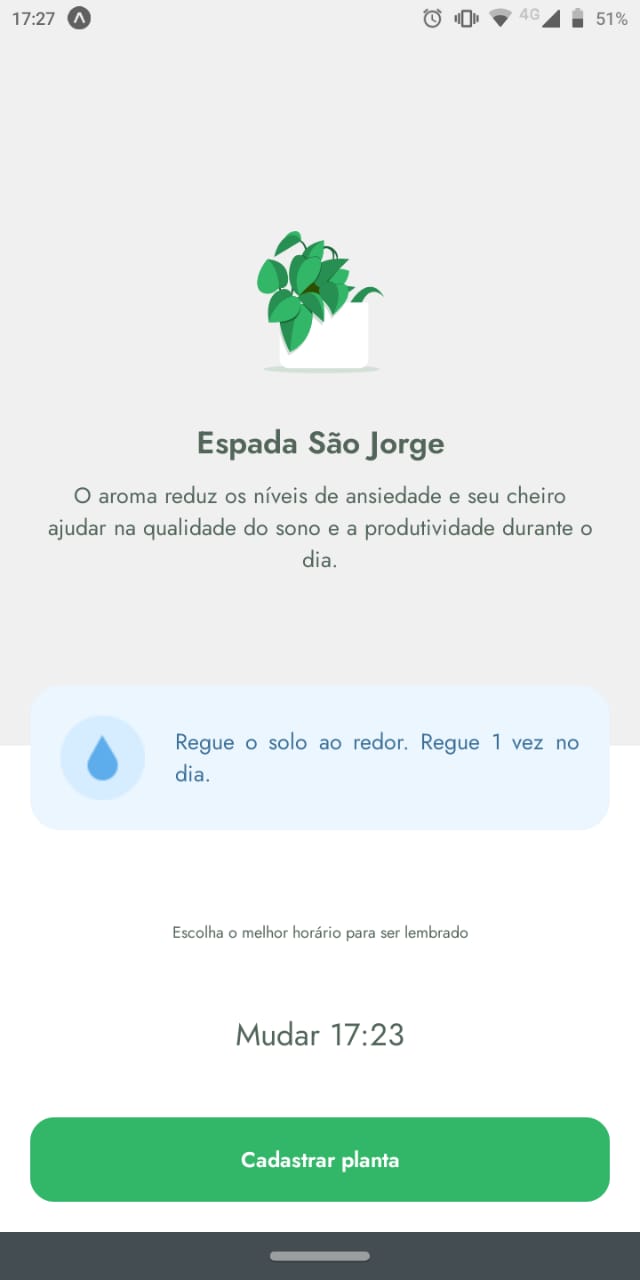 17:27
4G
51%
Espada São Jorge
O aroma reduz os níveis de ansiedade e seu cheiro
ajudar na qualidade do sono e a produtividade durante o
dia.
Regue o solo ao redor. Regue 1 vez no
dia.
Escolha o melhor horário para ser lembrado
Mudar 17:23
Cadastrar planta